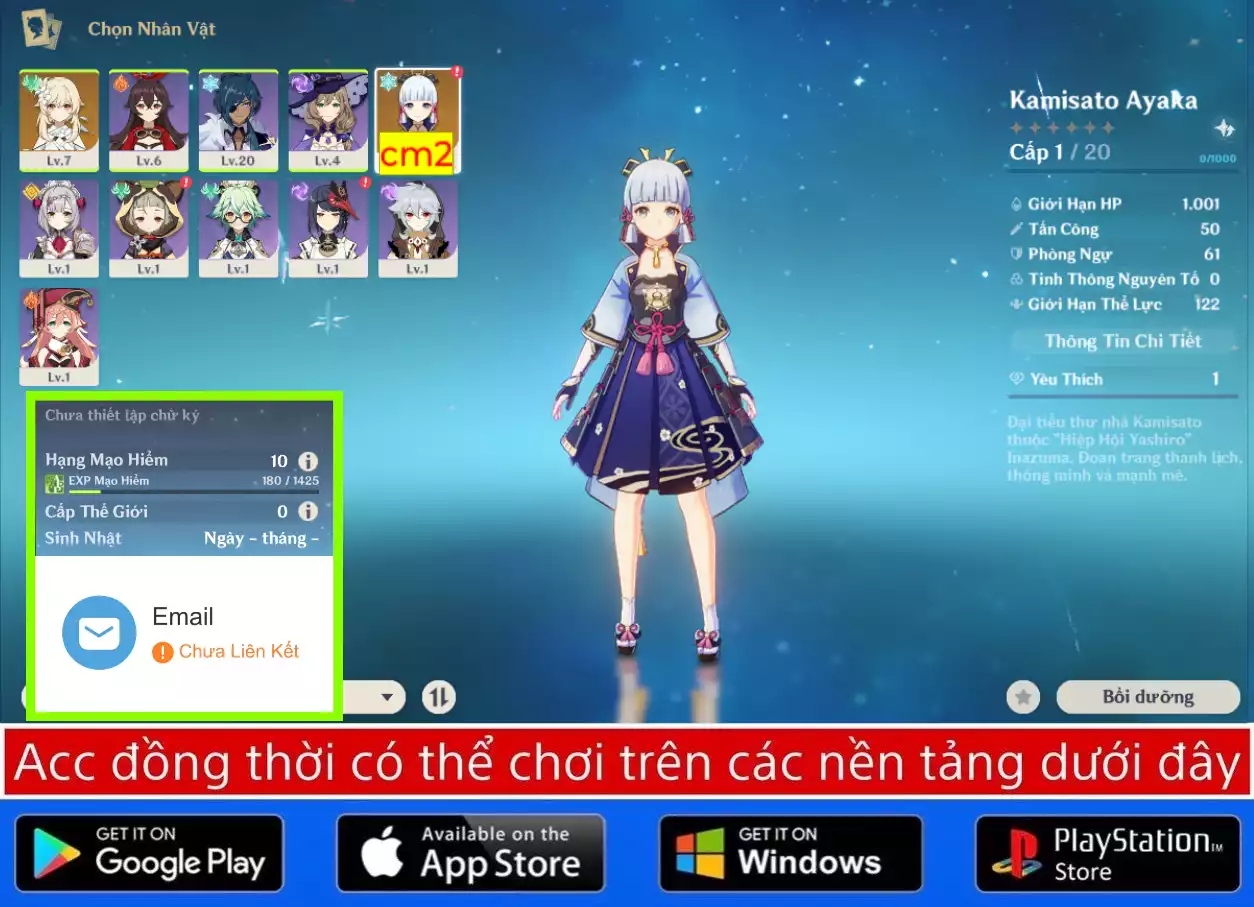 Chọn Nhân Vật
Lv.7
Lv.6
Lv.20
Lv.4
cm2
Lv.1
Lv.1
Lv.1
Lv.1
Lv.1
Lv.1
Kamisato Ayaka
Cấp 1 / 20
0/1000
Giới Hạn HP 1.001
Tấn Công 50
Phòng Ngự 61
Tinh Thông Nguyên Tố 0
Giới Hạn Thể Lực 122
Thông Tin Chi Tiết
Yêu Thích 1
Đại tiểu thư nhà Kamisato
thuộc "Hiệp Hội Yashiro"
Inazuma. Đoan trang thanh lịch,
thông minh và mạnh mẽ.
Chưa thiết lập chữ ký
Hạng Mạo Hiểm 10
EXP Mạo Hiểm 180 / 1425
Cấp Thế Giới 0
Sinh Nhật Ngày - tháng -
Email
Chưa Liên Kết
Bồi dưỡng
Acc đồng thời có thể chơi trên các nền tảng dưới đây
GET IT ON
Google Play
Available on the
App Store
GET IT ON
Windows
PlayStation™
Store